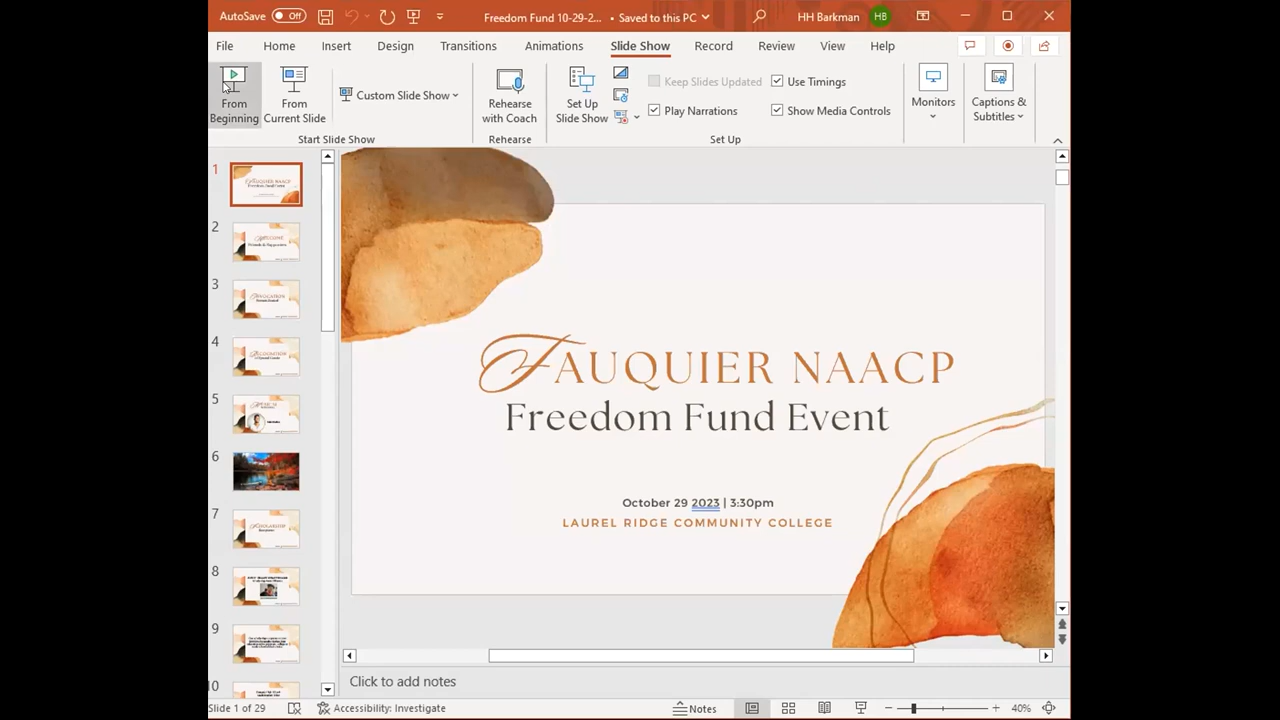 AutoSave Off Freedom Fund 10-29-2... • Saved to this PC HH Barkman HB
File Home Insert Design Transitions Animations Slide Show Record Review View Help
From Beginning
From Current Slide
Custom Slide Show
Rehearse with Coach
Set Up Slide Show
Keep Slides Updated
Play Narrations
Use Timings
Show Media Controls
Monitors
Captions & Subtitles
Start Slide Show Rehearse Set Up
1
2
3
4
5
6
7
8
9
10
FAUQUIER NAACP
Freedom Fund Event
October 29 2023 | 3:30pm
LAUREL RIDGE COMMUNITY COLLEGE
Click to add notes
Slide 1 of 29 Accessibility: Investigate Notes 40%